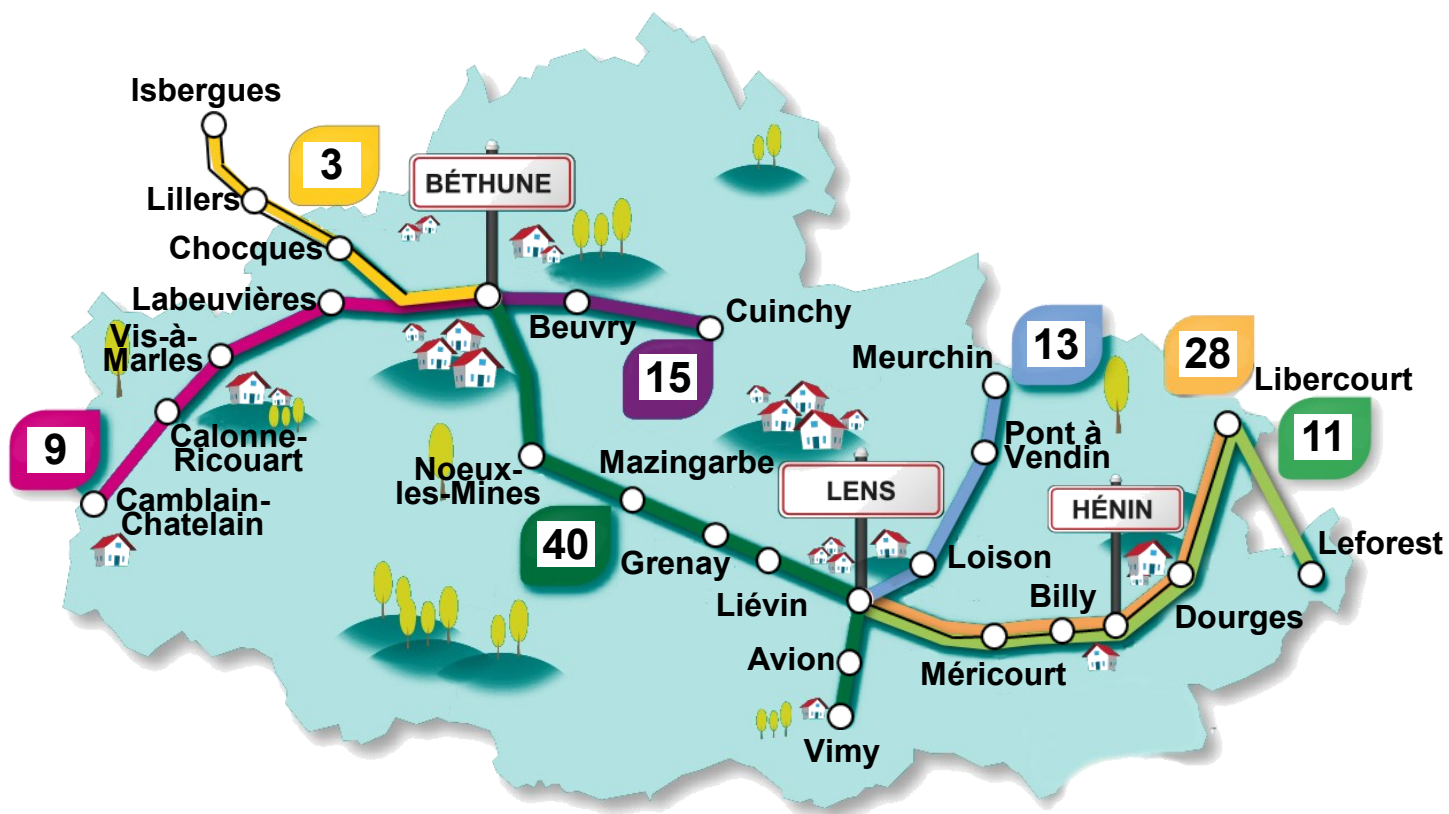 Isbergues
3
Lillers
BÉTHUNE
Chocques
Labeuvières
Vis-à-
Marles
Beuvry
Cuinchy
15
Meurchin
13
28
Libercourt
11
9
Calonne-
Ricouart
Camblain-
Chatelain
Noeux-
les-Mines
Mazingarbe
Pont à
Vendin
LENS
HÉNIN
40
Grenay
Liévin
Loison
Billy
Leforest
Dourges
Avion
Méricourt
Vimy